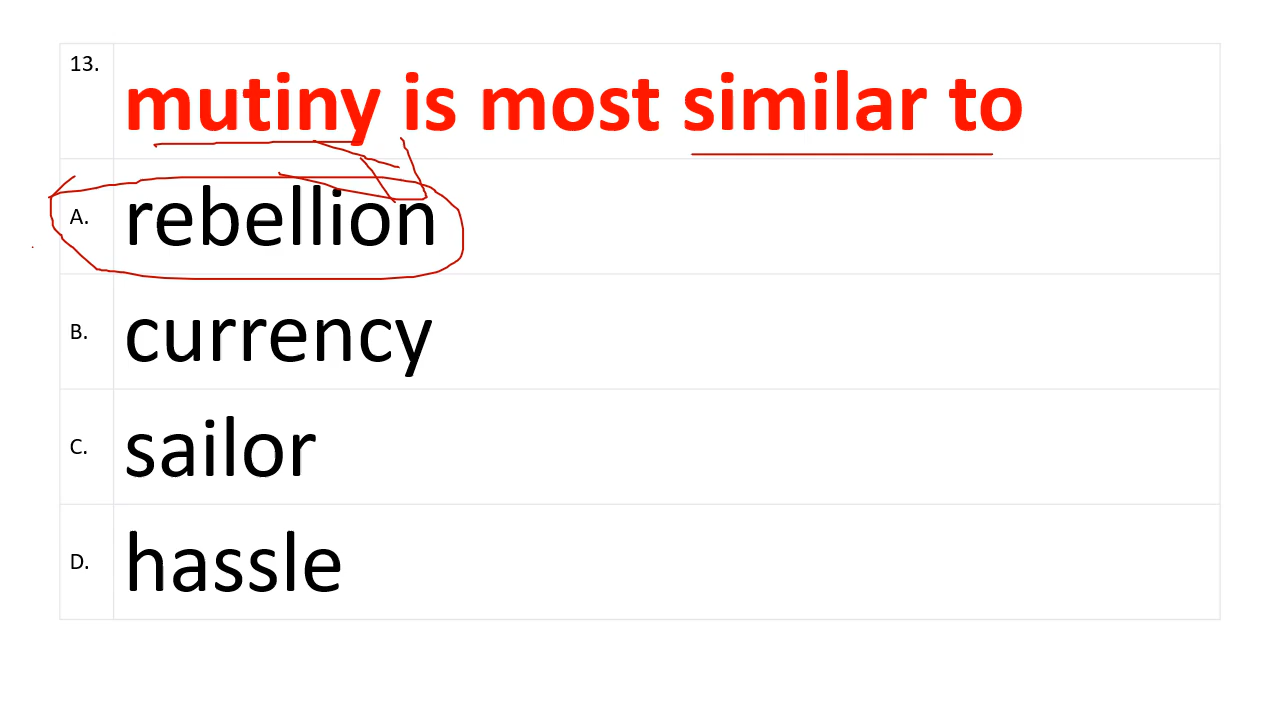 13. mutiny is most similar to
A. rebellion
B. currency
C. sailor
D. hassle